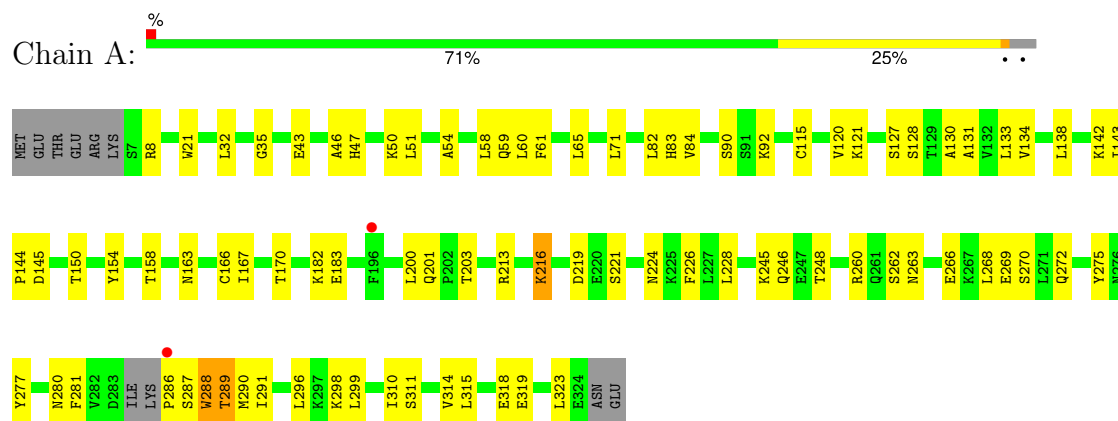 %
Chain A:
71% 25% • •
MET GLU THR GLU ARG LYS S7 R8 W21 L32 G35 E43 A46 H47 K50 L51 A54 L58 Q59 L60 F61 L65 L71 L82 H83 V84 S90 S91 K92 C115 V120 K121 S127 S128 T129 A130 A131 V132 L133 V134 L138 K142 I143
P144 D145 T150 Y154 T158 N163 C166 I167 T170 K182 E183 F196 L200 Q201 P202 T203 R213 K216 D219 E220 S221 N224 K225 F226 L227 L228 K245 Q246 E247 T248 R260 Q261 S262 N263 E266 K267 L268 E269 S270 L271 Q272 Y275
Y277 N280 F281 V282 D283 ILE LYS P286 S287 W288 T289 M290 I291 L296 K297 K298 L299 I310 S311 V314 L315 E318 E319 L323 E324 ASN GLU